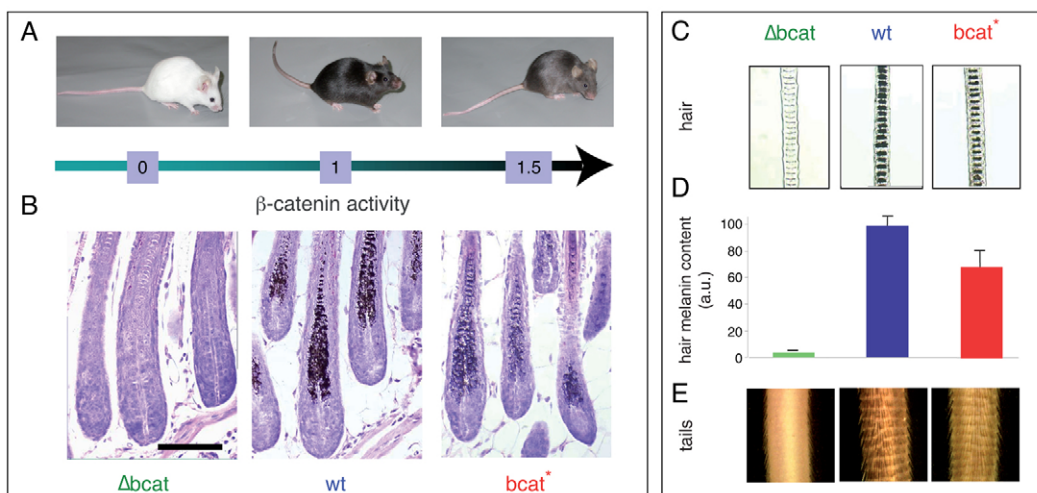 A
0
1
1.5
β-catenin activity
B
Δbcat wt bcat*
C
Δbcat wt bcat*
hair
D
hair melanin content
(a.u.)
100
80
60
40
20
0
E
tails